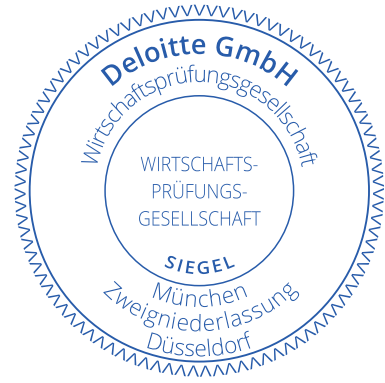 Deloitte GmbH
Wirtschaftsprüfungsgesellschaft
WIRTSCHAFTS-
PRÜFUNGS-
GESELLSCHAFT
SIEGEL
München
Zweigniederlassung
Düsseldorf